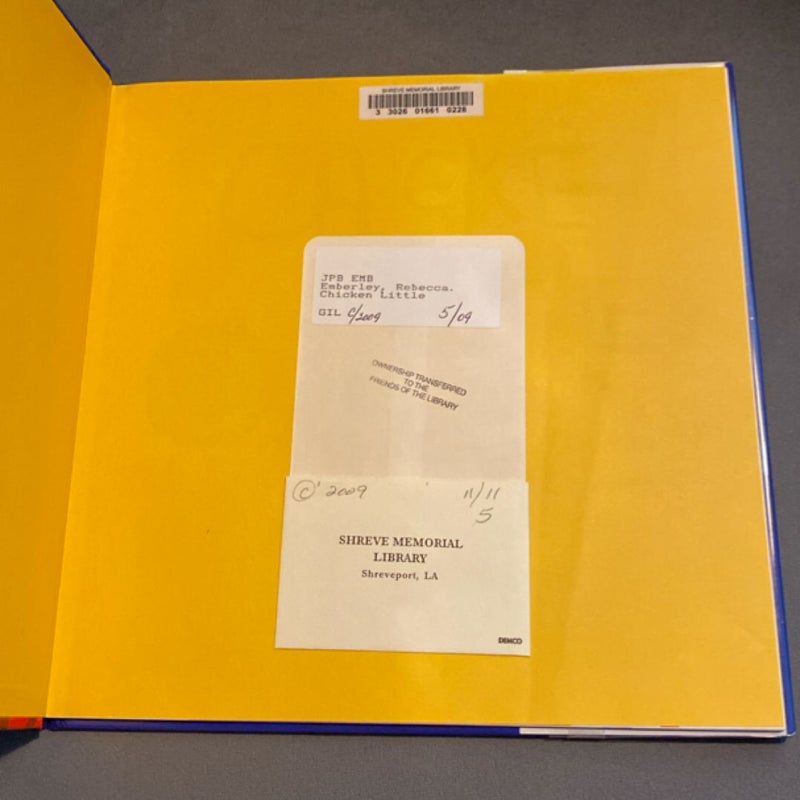 SHREVE MEMORIAL LIBRARY
3 3026 01661 0228
JPB EMB
Emberley, Rebecca.
Chicken Little
GIL c/2009 5/09
OWNERSHIP TRANSFERRED
TO THE
FRIENDS OF THE LIBRARY
© 2009 11/11
5
SHREVE MEMORIAL
LIBRARY
Shreveport, LA
DEMCO